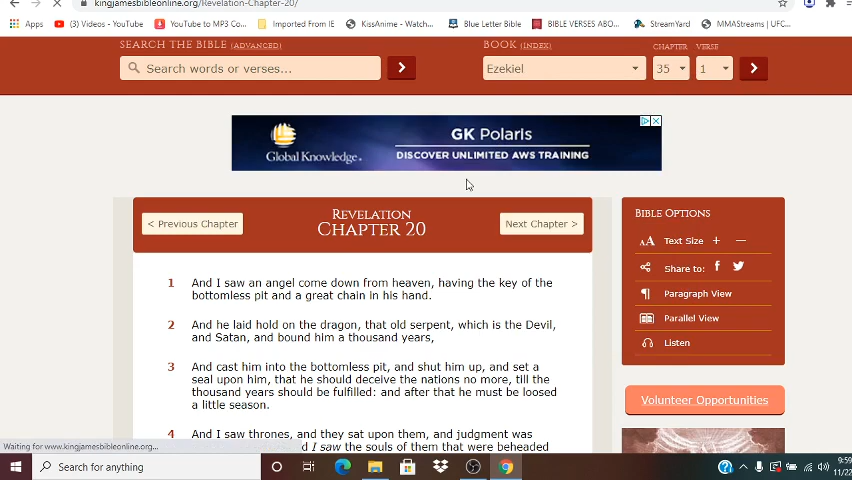 kingjamesbibleonline.org/Revelation-Chapter-20/
Apps
(3) Videos - YouTube
YouTube to MP3 Co...
Imported From IE
KissAnime - Watch...
Blue Letter Bible
BIBLE VERSES ABO...
StreamYard
MMAStreams | UFC...
SEARCH THE BIBLE (ADVANCED)
BOOK (INDEX)
CHAPTER
VERSE
Search words or verses...
Ezekiel
35
1
Global Knowledge.
GK Polaris
DISCOVER UNLIMITED AWS TRAINING
< Previous Chapter
REVELATION
CHAPTER 20
Next Chapter >
1 And I saw an angel come down from heaven, having the key of the
bottomless pit and a great chain in his hand.
2 And he laid hold on the dragon, that old serpent, which is the Devil,
and Satan, and bound him a thousand years,
3 And cast him into the bottomless pit, and shut him up, and set a
seal upon him, that he should deceive the nations no more, till the
thousand years should be fulfilled: and after that he must be loosed
a little season.
4 And I saw thrones, and they sat upon them, and judgment was
I saw the souls of them that were beheaded
BIBLE OPTIONS
AA Text Size + —
Share to:
Paragraph View
Parallel View
Listen
Volunteer Opportunities
Waiting for www.kingjamesbibleonline.org...
Search for anything
9:59
11/22